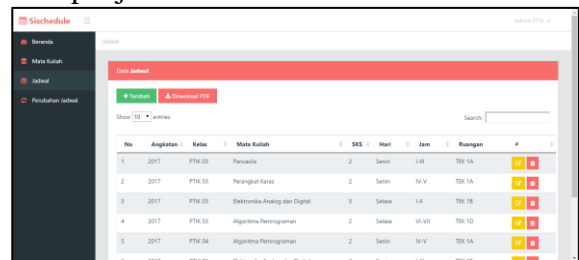 Sischedule
Admin PTIK
Beranda
Mata Kuliah
Jadwal
Perubahan Jadwal
Jadwal
Data Jadwal
+ Tambah Download PDF
Show 10 entries
Search:
No Angkatan Kelas Mata Kuliah SKS Hari Jam Ruangan #
1 2017 PTIK 03 Pancasila 2 Senin I-III TEK 1A
2 2017 PTIK 03 Perangkat Keras 2 Senin IV-V TEK 1A
3 2017 PTIK 03 Elektronika Analog dan Digital 3 Selasa I-II TEK 1B
4 2017 PTIK 03 Algoritma Pemrograman 2 Selasa VI-VII TEK 1D
5 2017 PTIK 04 Algoritma Pemrograman 2 Senin IV-V TEK 1A